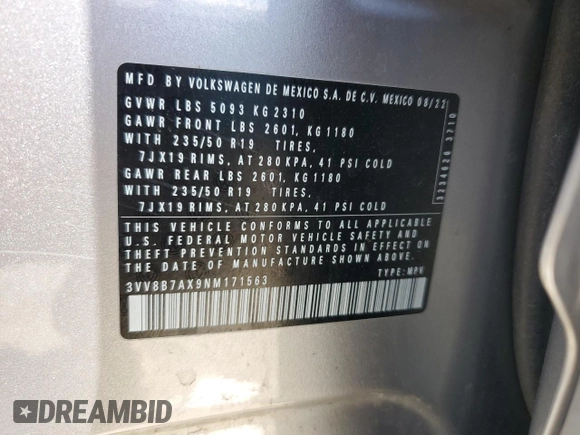 MFD BY VOLKSWAGEN DE MEXICO S.A. DE C.V. MEXICO 08/22
GVWR LBS 5093 KG 2310
GAWR FRONT LBS 2601, KG 1180
WITH 235/50 R19 TIRES,
7JX19 RIMS, AT 280 KPA, 41 PSI COLD
GAWR REAR LBS 2601, KG 1180
WITH 235/50 R19 TIRES,
7JX19 RIMS, AT 280 KPA, 41 PSI COLD
THIS VEHICLE CONFORMS TO ALL APPLICABLE
U.S. FEDERAL MOTOR VEHICLE SAFETY AND
THEFT PREVENTION STANDARDS IN EFFECT ON
THE DATE OF MANUFACTURE SHOWN ABOVE.
3VV8B7AX9NM171563 TYPE: MPV
3234020 3710
DREAMBID